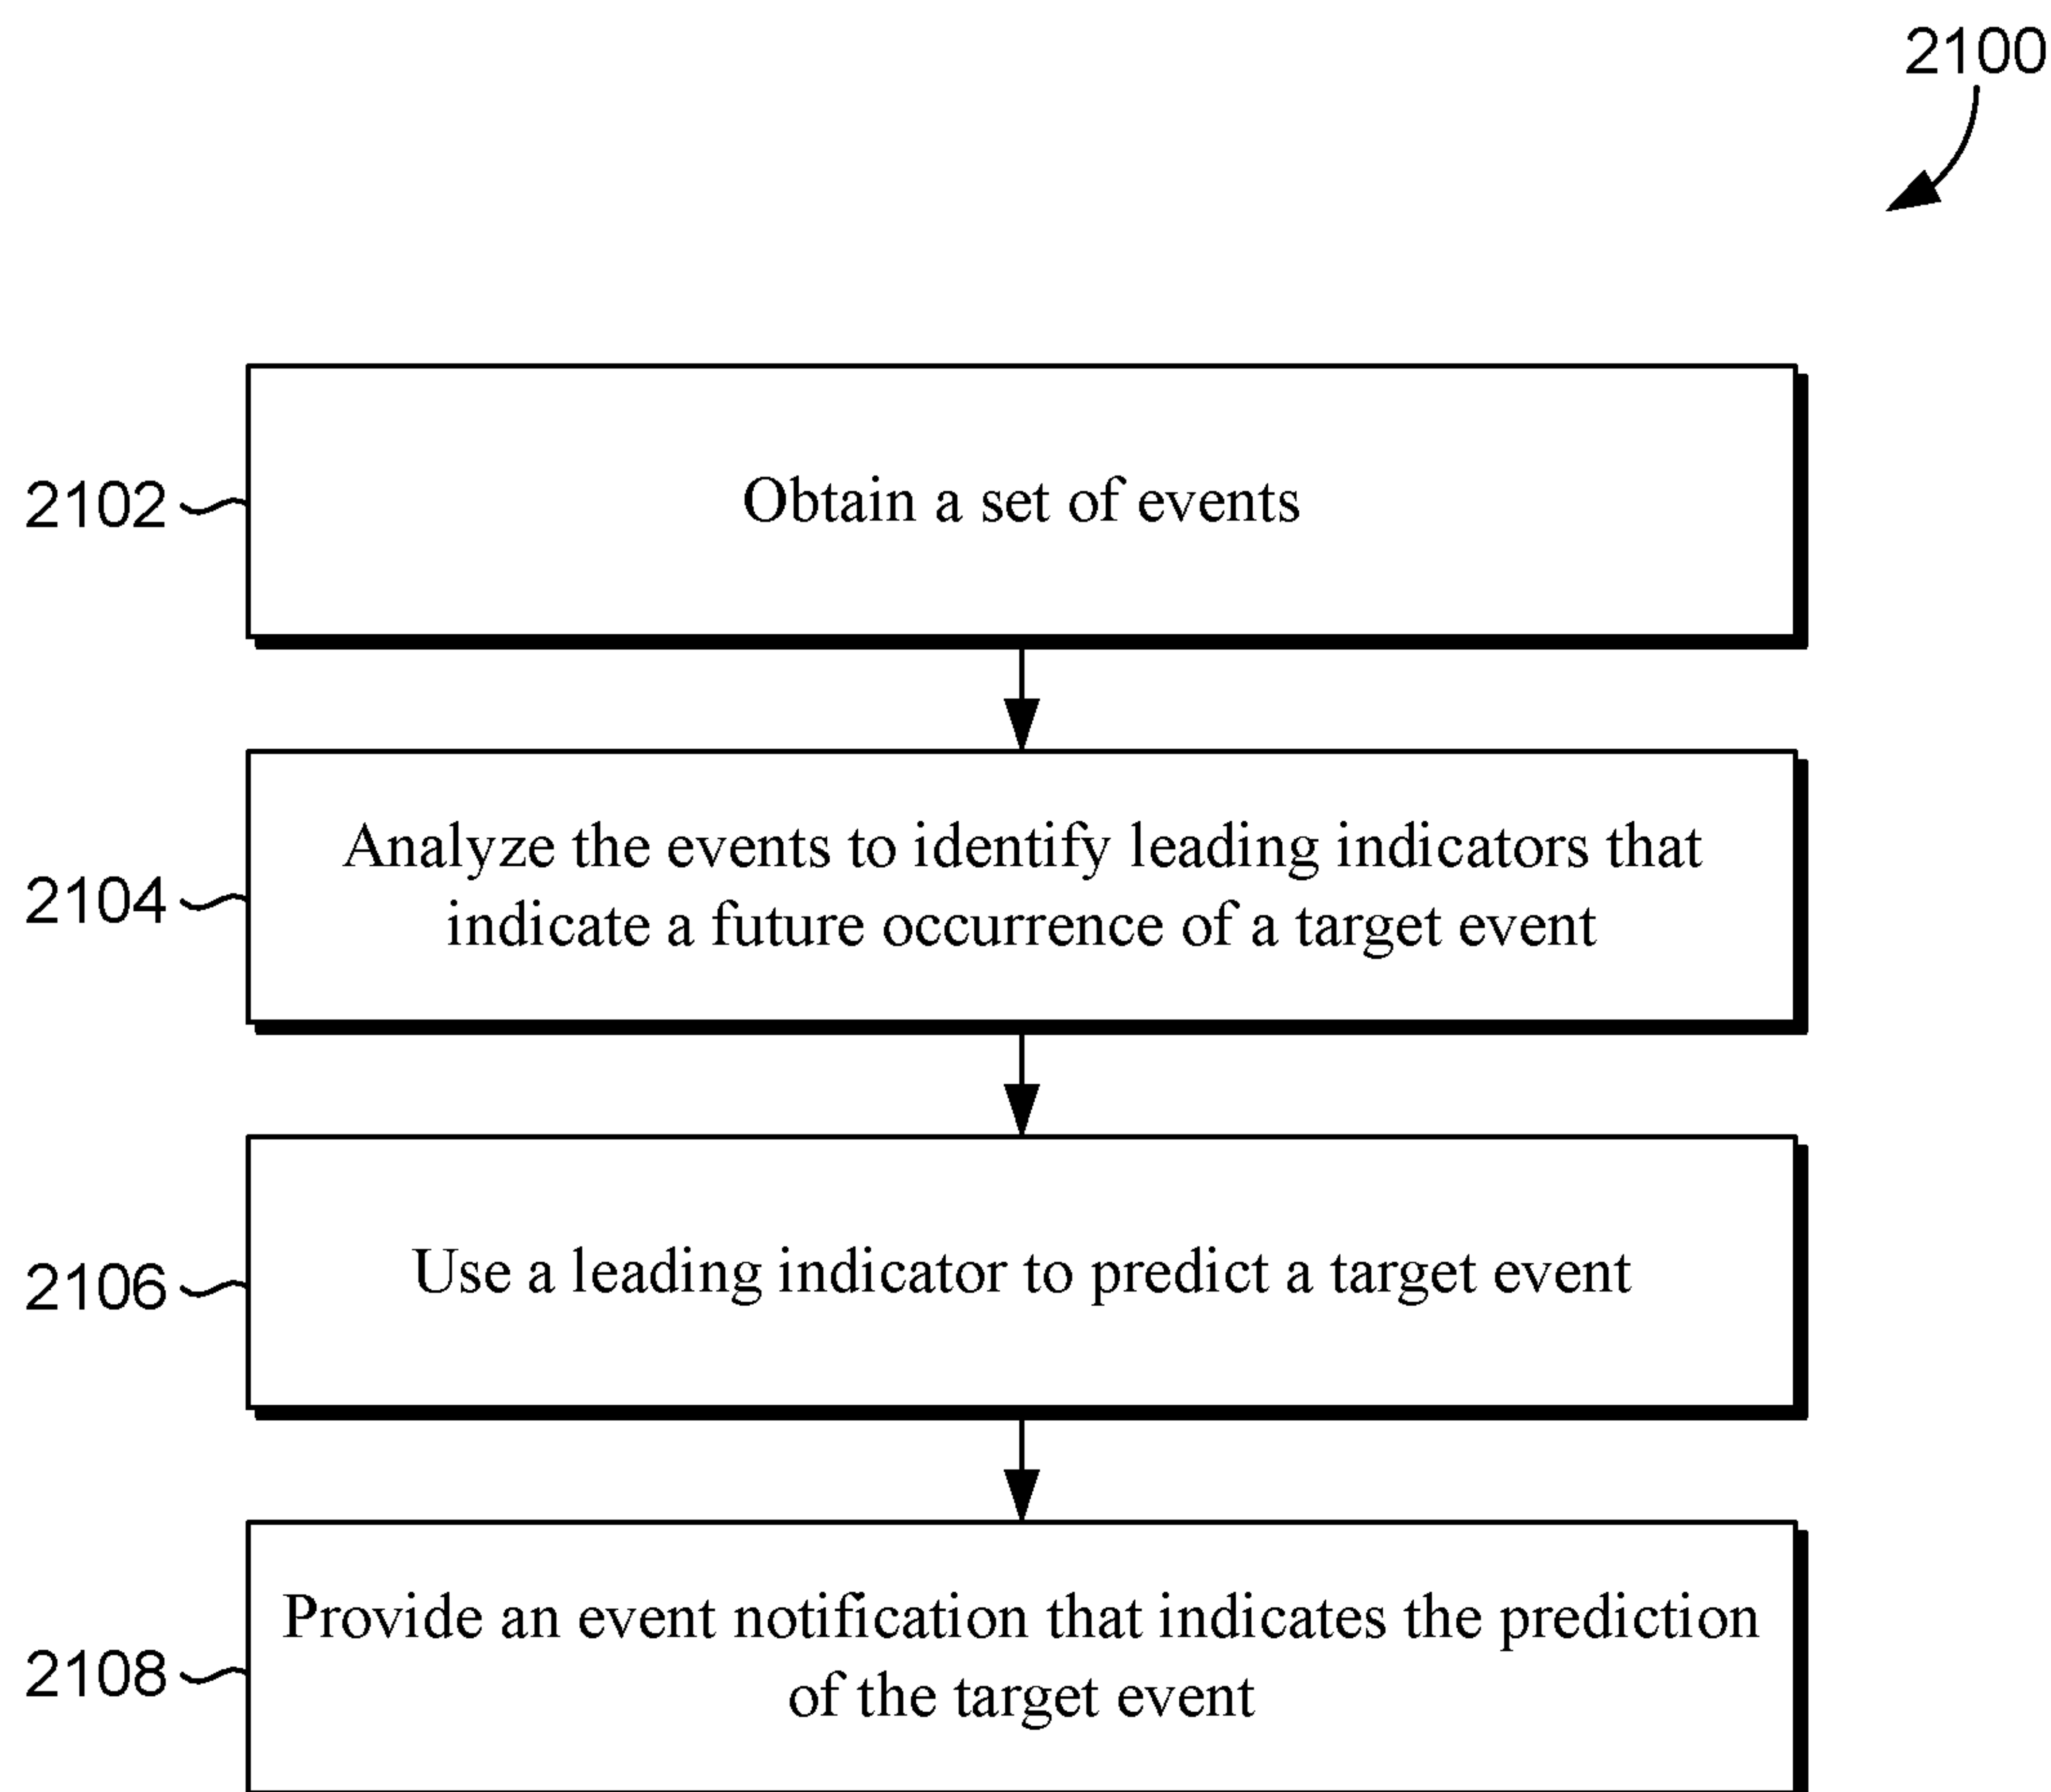 2100
2102
Obtain a set of events
2104
Analyze the events to identify leading indicators that
indicate a future occurrence of a target event
2106
Use a leading indicator to predict a target event
2108
Provide an event notification that indicates the prediction
of the target event